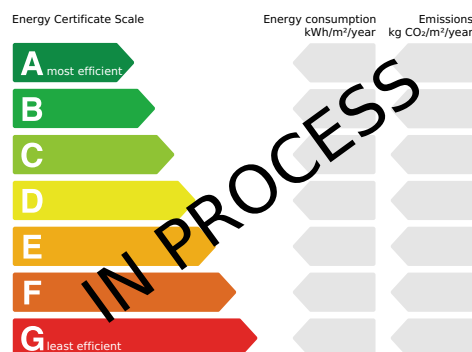 Energy Certificate Scale
Energy consumption
kWh/m²/year
Emissions
kg CO₂/m²/year
A most efficient
B
C
D
E
F
G least efficient
IN PROCESS